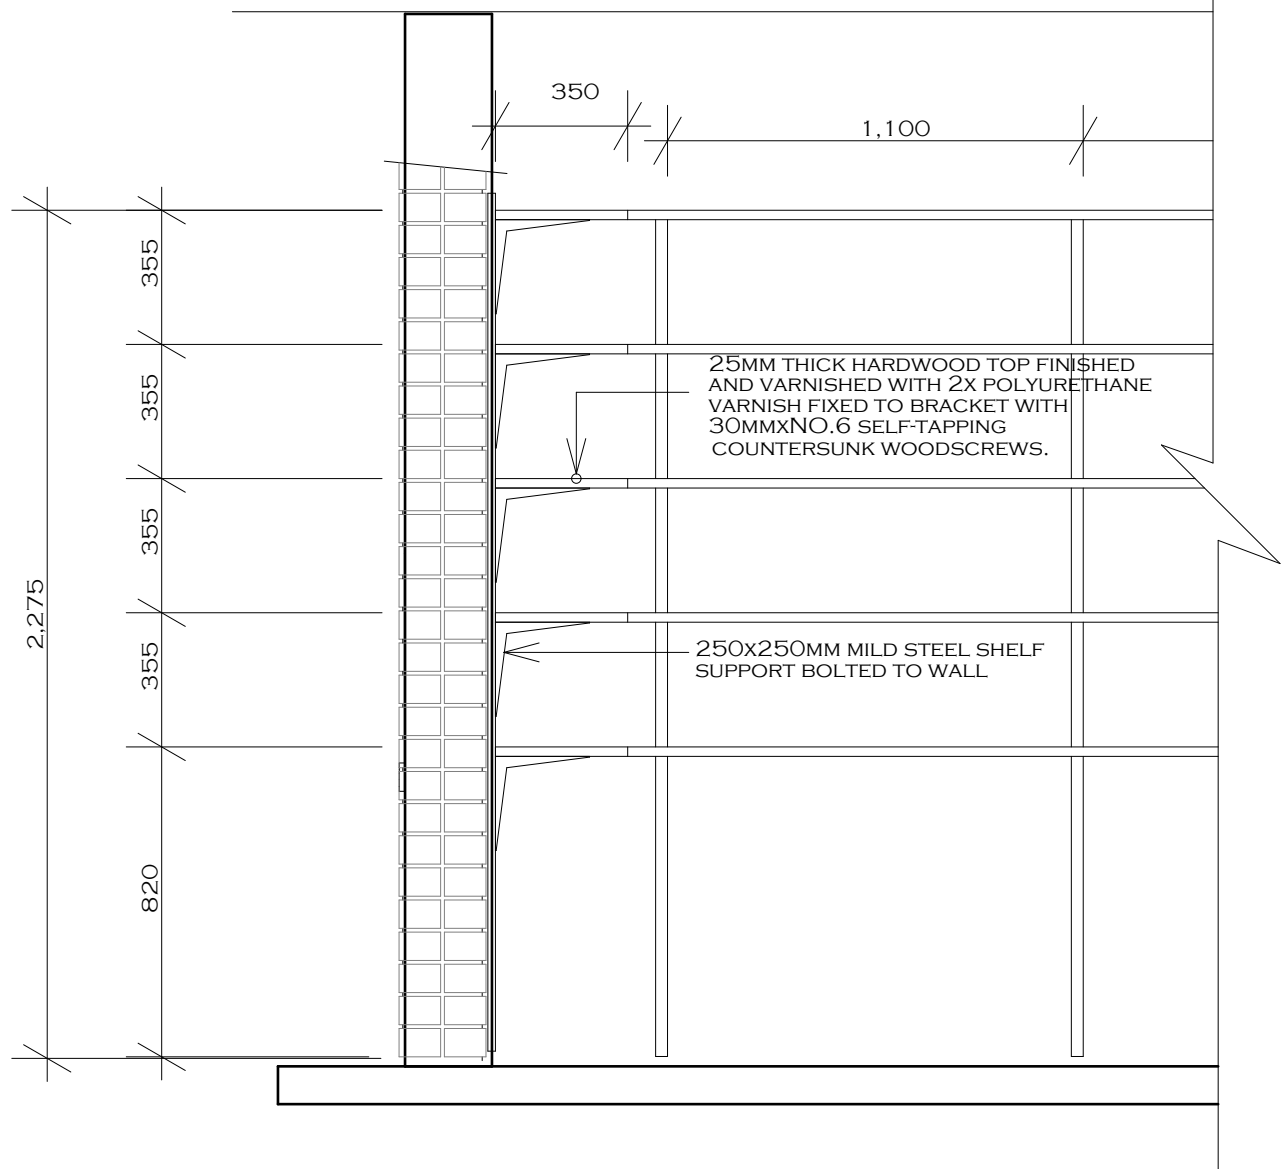 350
1,100
355
355
25MM THICK HARDWOOD TOP FINISHED
AND VARNISHED WITH 2X POLYURETHANE
VARNISH FIXED TO BRACKET WITH
30MMXNO.6 SELF-TAPPING
COUNTERSUNK WOODSCREWS.
355
2,275
355
250X250MM MILD STEEL SHELF
SUPPORT BOLTED TO WALL
820